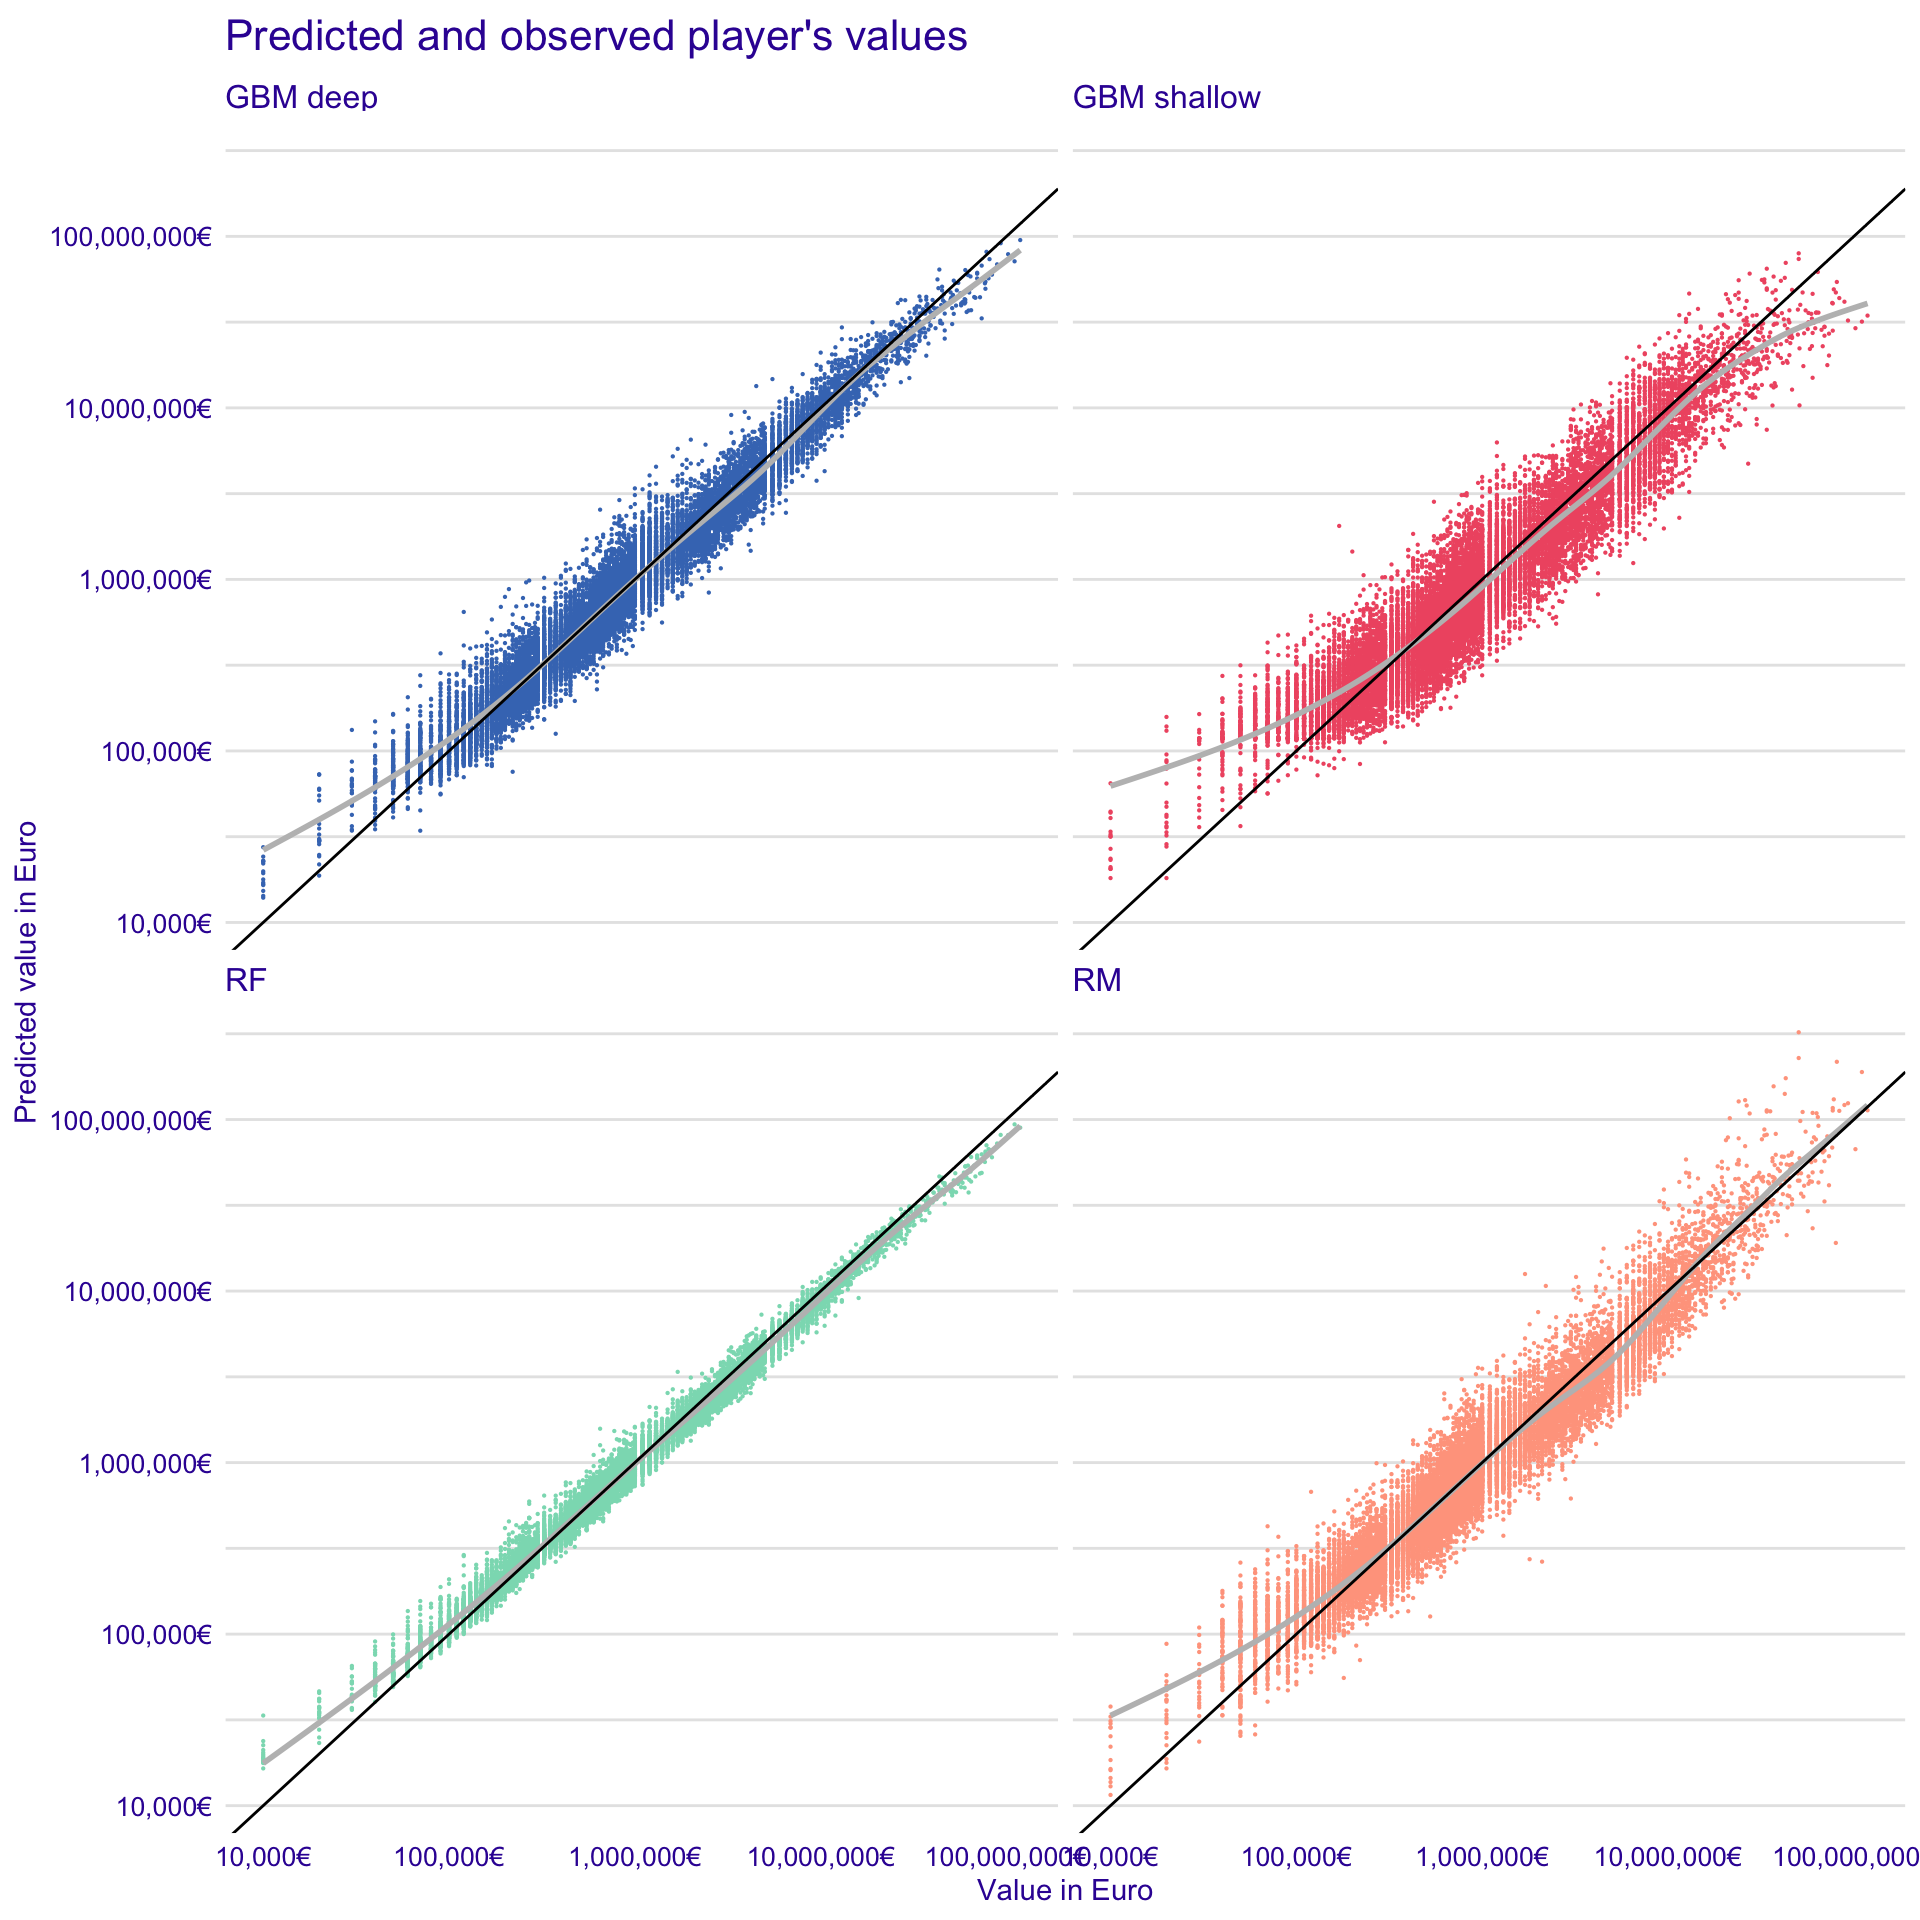 Predicted and observed player's values
GBM deep
GBM shallow
100,000,000€
10,000,000€
1,000,000€
100,000€
10,000€
Predicted value in Euro
RF
RM
100,000,000€
10,000,000€
1,000,000€
100,000€
10,000€
10,000€ 100,000€ 1,000,000€ 10,000,000€ 100,000,000€ 10,000€ 100,000€ 1,000,000€ 10,000,000€ 100,000,000
Value in Euro